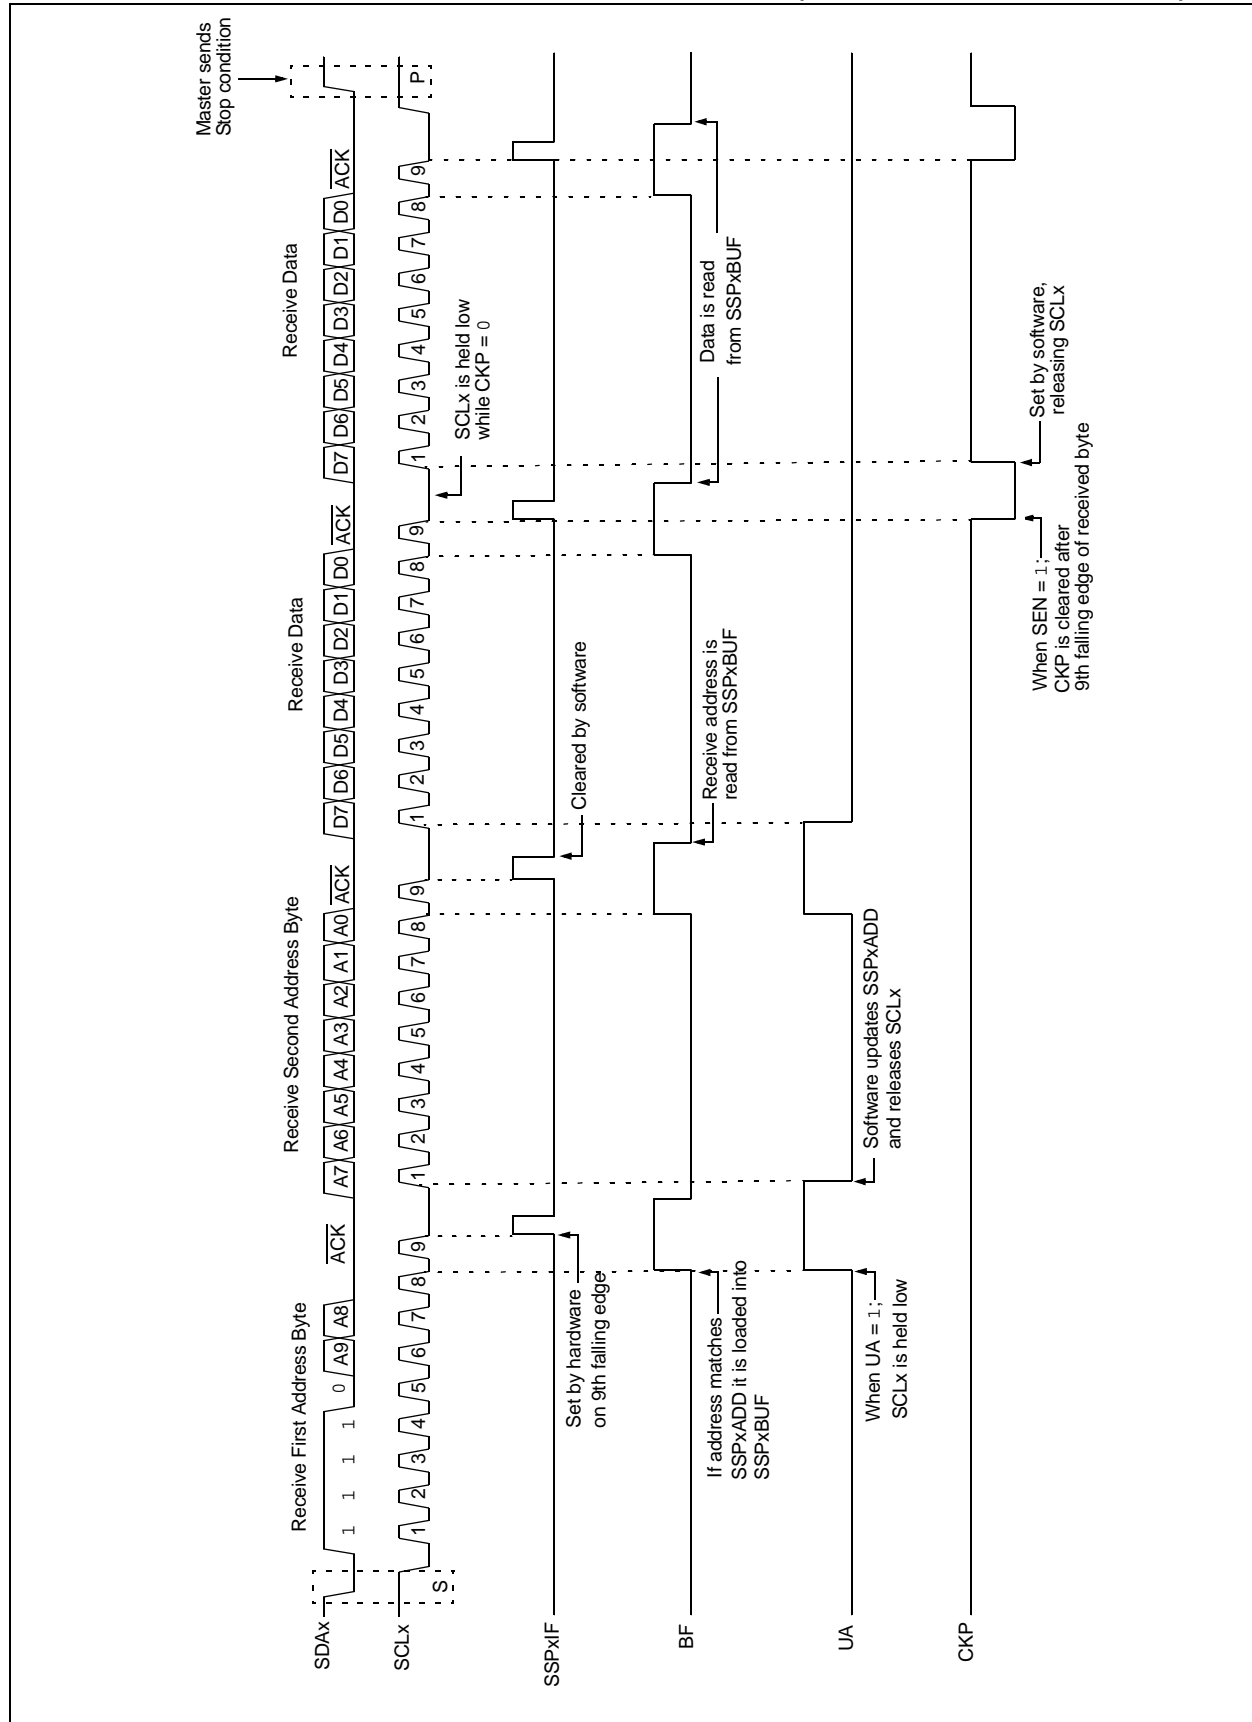 Master sends
Stop condition
Receive First Address Byte
Receive Second Address Byte
Receive Data
Receive Data
SDAx
1 1 1 1 0 A9 A8 ACK
A7 A6 A5 A4 A3 A2 A1 A0 ACK
D7 D6 D5 D4 D3 D2 D1 D0 ACK
D7 D6 D5 D4 D3 D2 D1 D0 ACK
SCLx
S
1 2 3 4 5 6 7 8 9
1 2 3 4 5 6 7 8 9
1 2 3 4 5 6 7 8 9
1 2 3 4 5 6 7 8 9
P
SCLx is held low
while CKP = 0
SSPxIF
Set by hardware
on 9th falling edge
Cleared by software
BF
If address matches
SSPxADD it is loaded into
SSPxBUF
Receive address is
read from SSPxBUF
Data is read
from SSPxBUF
UA
When UA = 1;
SCLx is held low
Software updates SSPxADD
and releases SCLx
CKP
When SEN = 1;
CKP is cleared after
9th falling edge of received byte
Set by software,
releasing SCLx